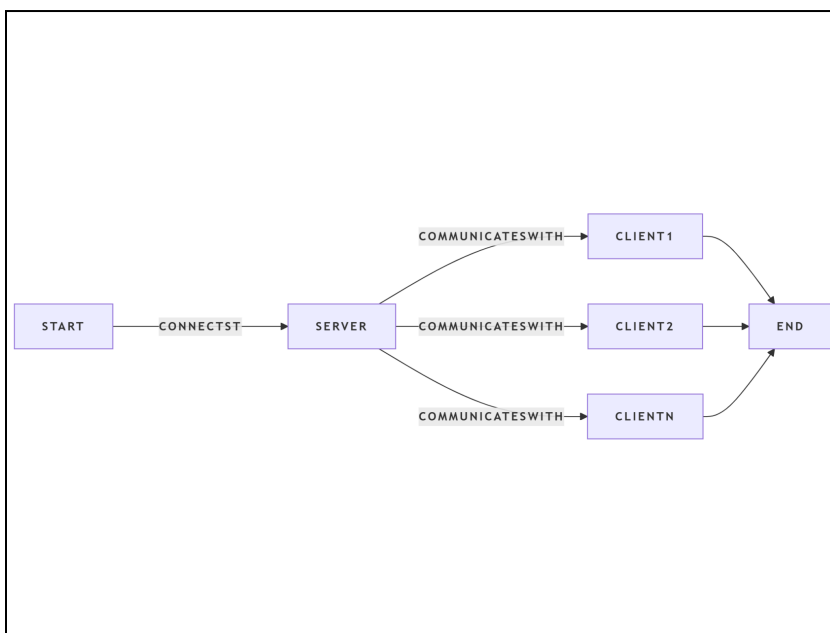 COMMUNICATESWITH
CLIENT1
START
CONNECTST
SERVER
COMMUNICATESWITH
CLIENT2
END
COMMUNICATESWITH
CLIENTN